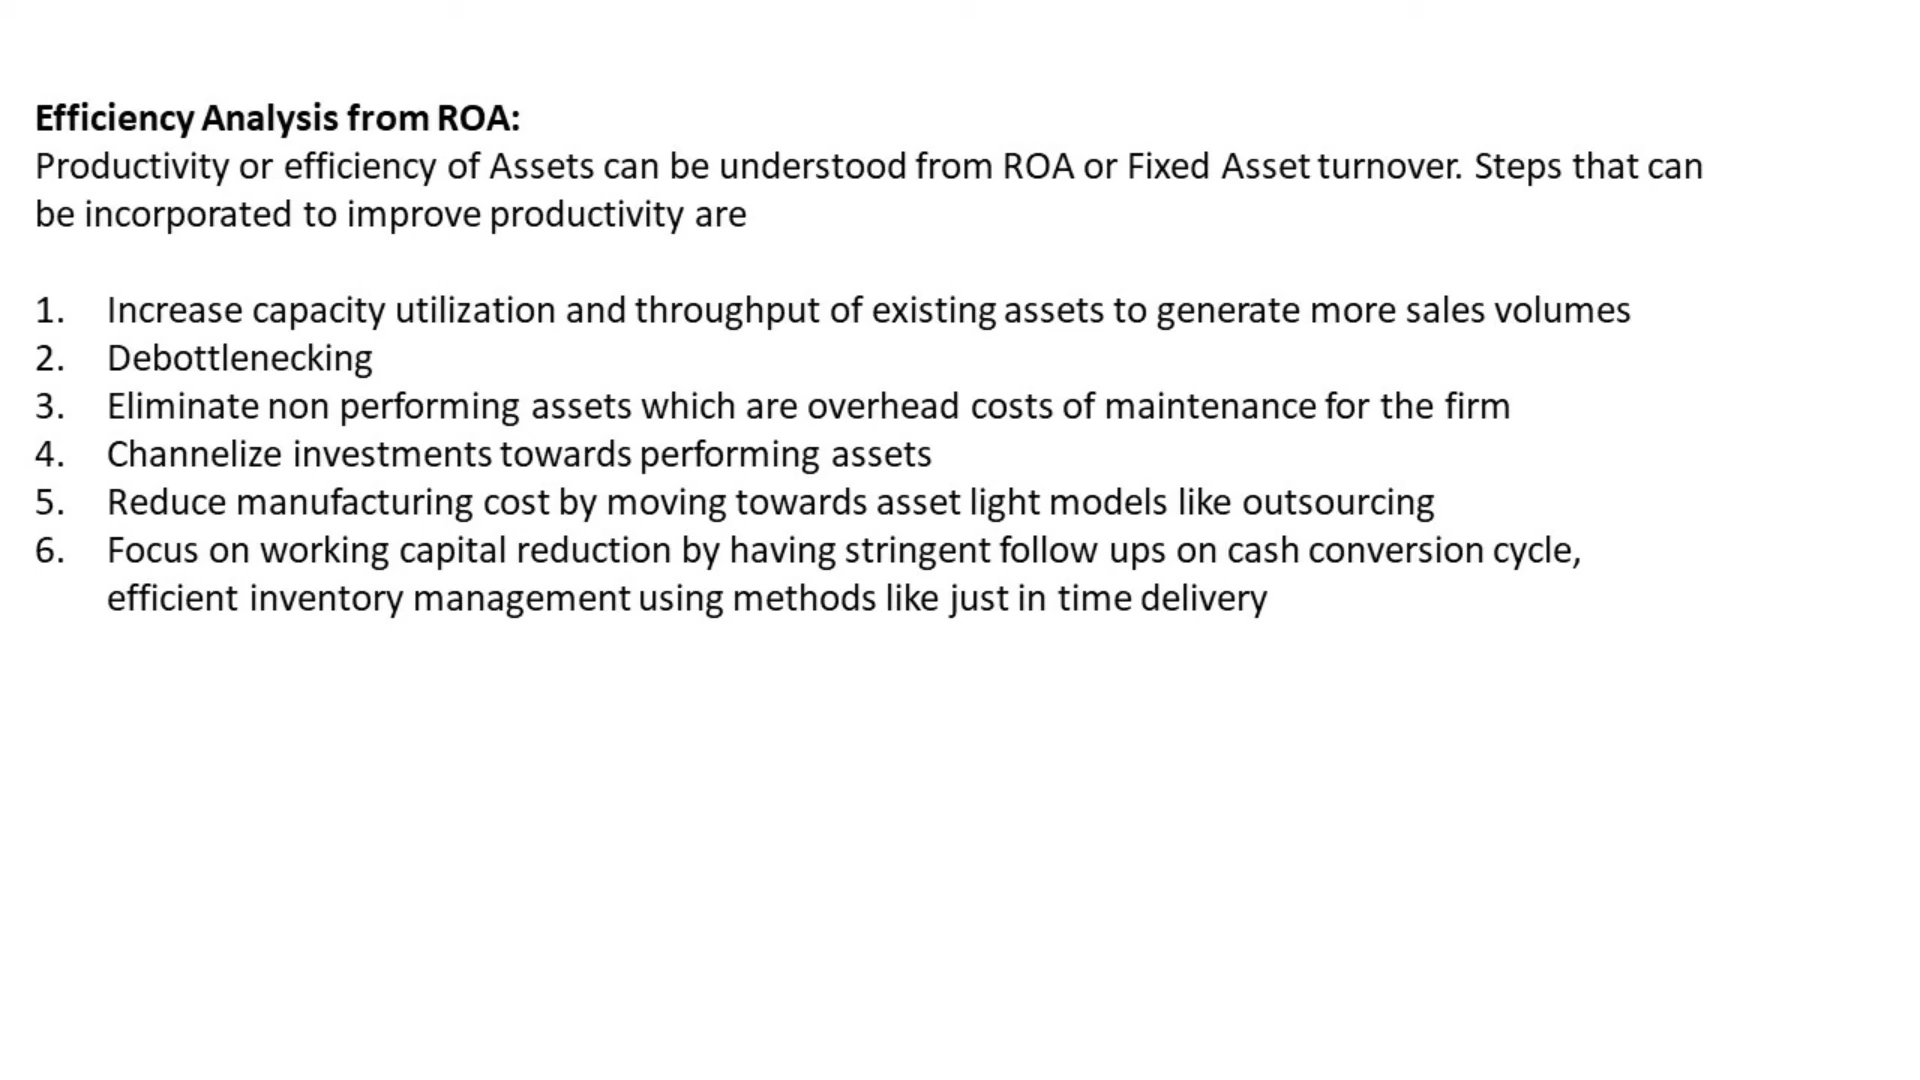 Efficiency Analysis from ROA:
Productivity or efficiency of Assets can be understood from ROA or Fixed Asset turnover. Steps that can
be incorporated to improve productivity are
1. Increase capacity utilization and throughput of existing assets to generate more sales volumes
2. Debottlenecking
3. Eliminate non performing assets which are overhead costs of maintenance for the firm
4. Channelize investments towards performing assets
5. Reduce manufacturing cost by moving towards asset light models like outsourcing
6. Focus on working capital reduction by having stringent follow ups on cash conversion cycle,
efficient inventory management using methods like just in time delivery